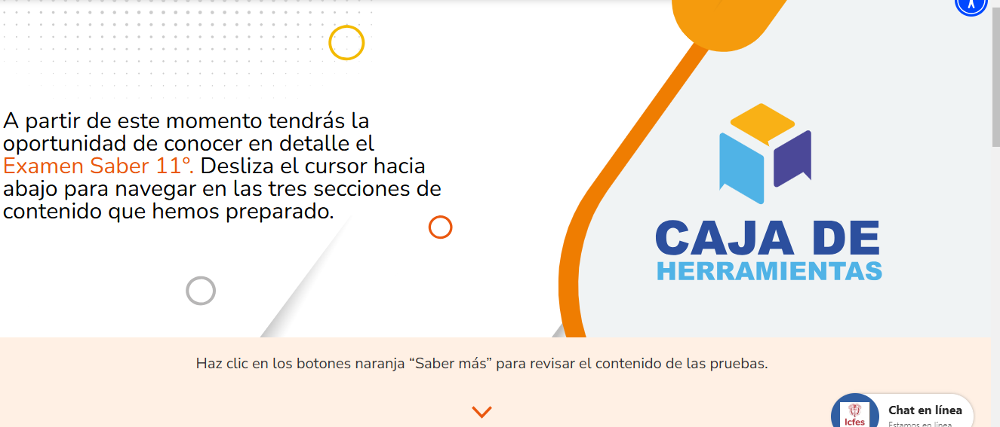 A partir de este momento tendrás la
oportunidad de conocer en detalle el
Examen Saber 11°. Desliza el cursor hacia
abajo para navegar en las tres secciones de
contenido que hemos preparado.
CAJA DE
HERRAMIENTAS
Haz clic en los botones naranja “Saber más” para revisar el contenido de las pruebas.
Icfes
Chat en línea
Estamos en línea